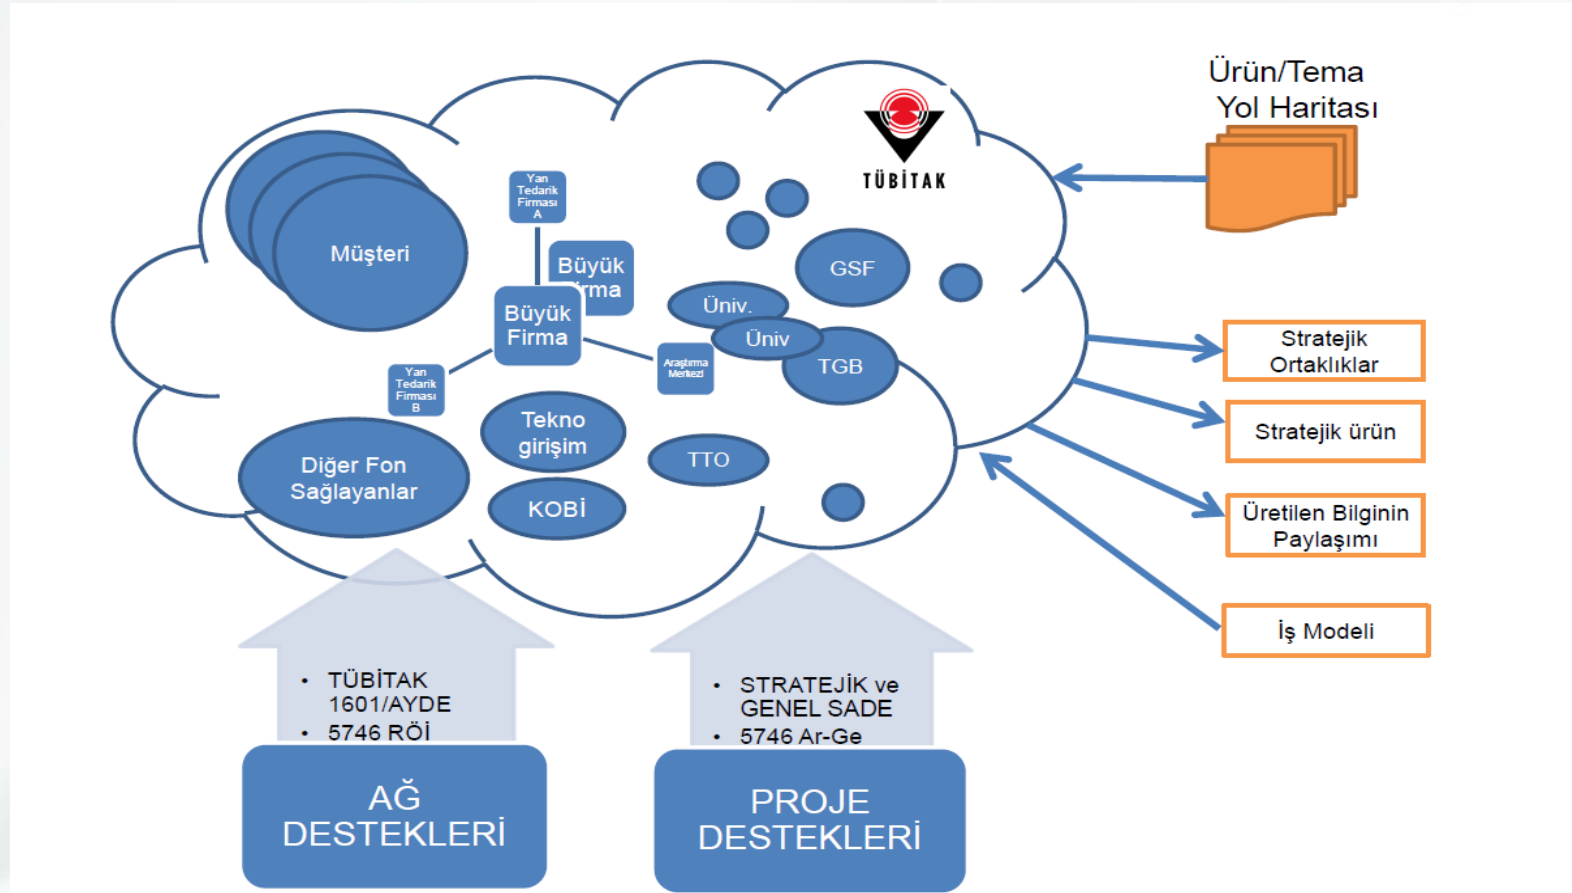 Ürün/Tema
Yol Haritası
TÜBİTAK
Yan
Tedarik
Firması
A
Müşteri
Büyük
rma
Büyük
Firma
GSF
Üniv.
Üniv
TGB
Araştırma
Merkezi
Yan
Tedarik
Firması
B
Tekno
girişim
TTO
Diğer Fon
Sağlayanlar
KOBİ
Stratejik
Ortaklıklar
Stratejik ürün
Üretilen Bilginin
Paylaşımı
İş Modeli
• TÜBİTAK
1601/AYDE
• 5746 RÖİ
AĞ
DESTEKLERİ
• STRATEJİK ve
GENEL SADE
• 5746 Ar-Ge
PROJE
DESTEKLERİ